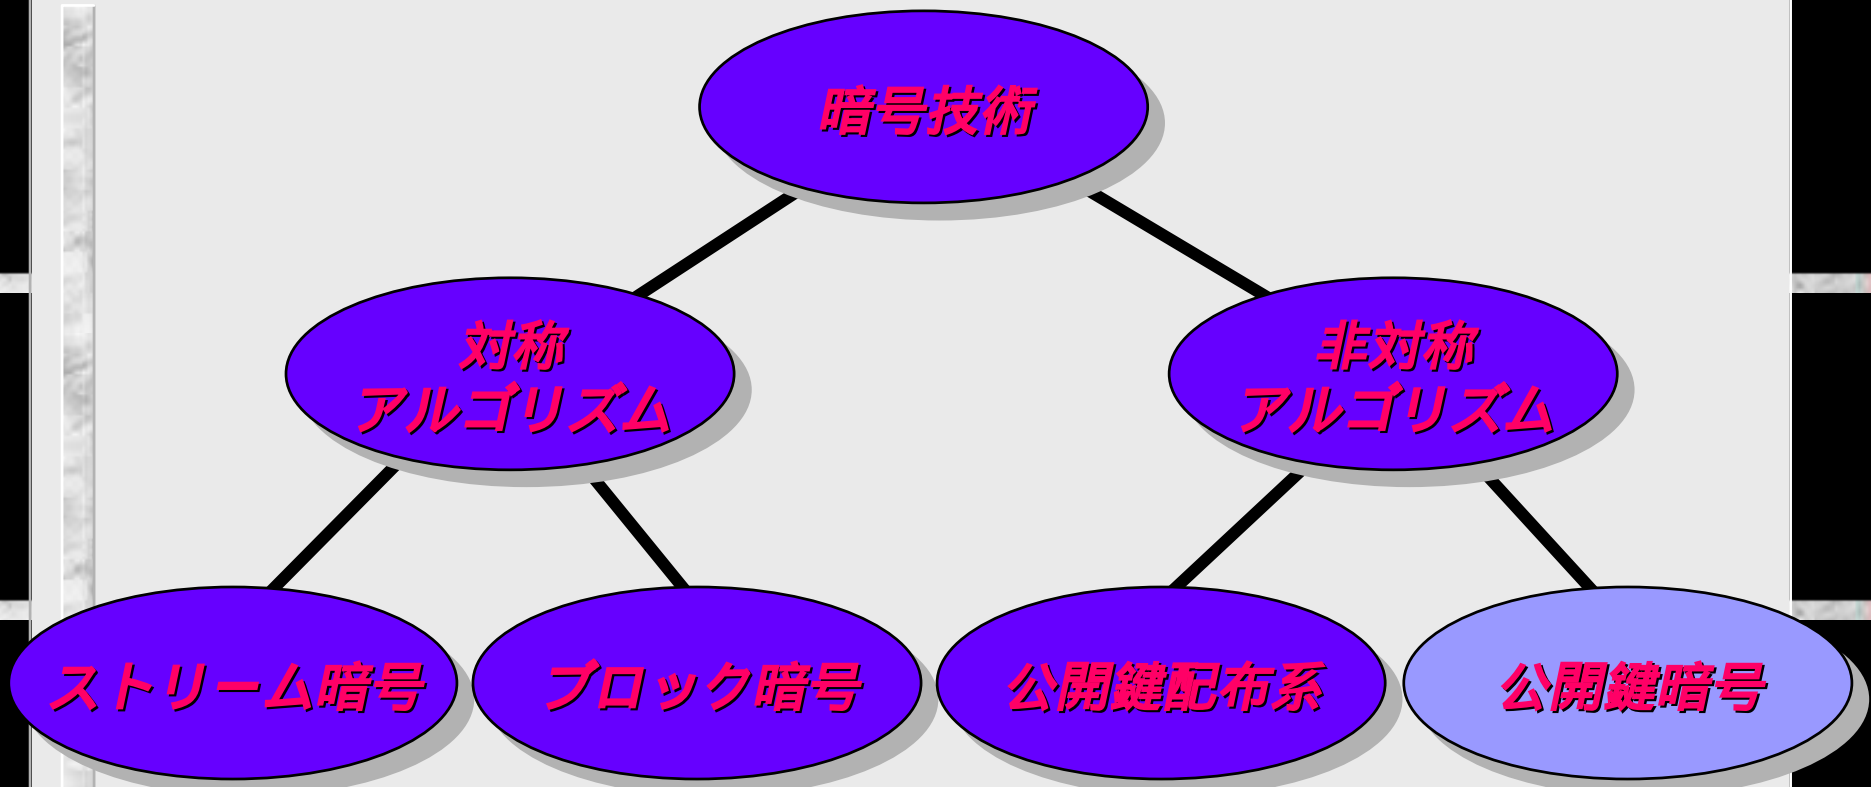 暗号技術
対称
アルゴリズム
非対称
アルゴリズム
ストリーム暗号
ブロック暗号
公開鍵配布系
公開鍵暗号